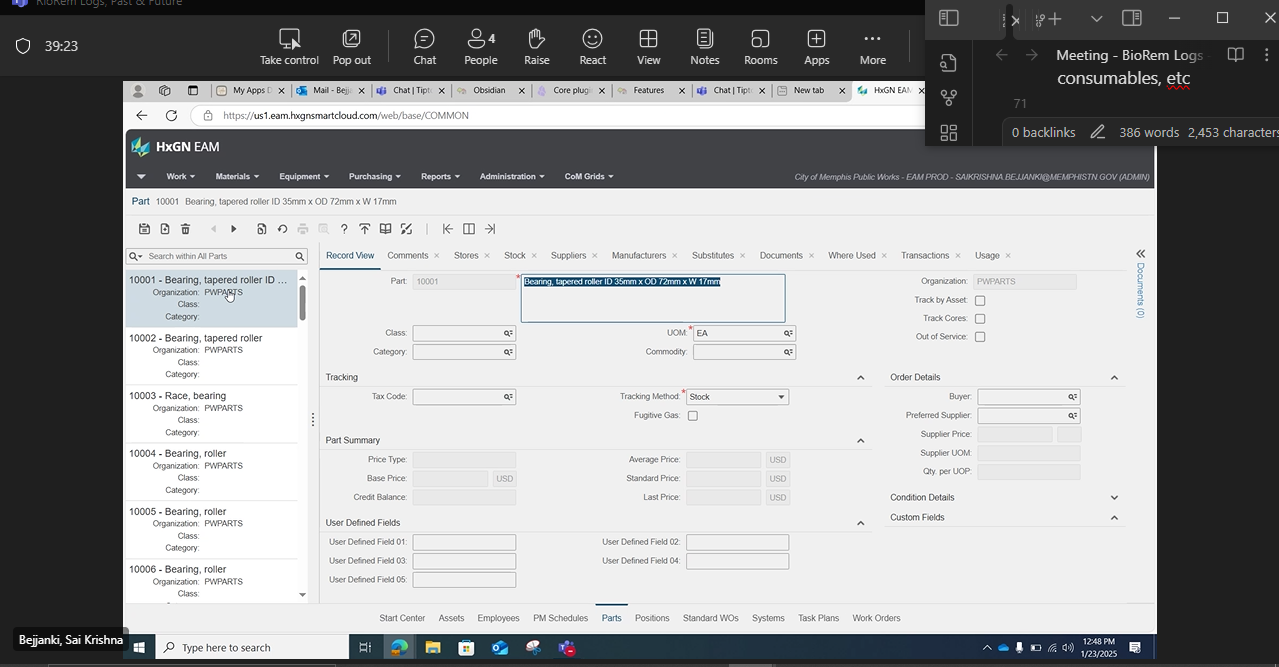 BioRem Logs, Past & Future
39:23
Take control
Pop out
Chat
4
People
Raise
React
View
Notes
Rooms
Apps
More
Meeting - BioRem Logs
consumables, etc
71
0 backlinks
386 words
2,453 characters
My Apps D
Mail - Bejj
Chat | Tipt
Obsidian
Core plugi
Features
Chat | Tipt
New tab
HxGN EAM
https://us1.eam.hxgnsmartcloud.com/web/base/COMMON
HxGN EAM
Work
Materials
Equipment
Purchasing
Reports
Administration
CoM Grids
City of Memphis Public Works - EAM PROD - SAIKRISHNA.BEJJANKI@MEMPHISTN.GOV (ADMIN)
Part 10001 Bearing, tapered roller ID 35mm x OD 72mm x W 17mm
Search within All Parts
10001 - Bearing, tapered roller ID ...
Organization: PWPARTS
Class:
Category:
10002 - Bearing, tapered roller
Organization: PWPARTS
Class:
Category:
10003 - Race, bearing
Organization: PWPARTS
Class:
Category:
10004 - Bearing, roller
Organization: PWPARTS
Class:
Category:
10005 - Bearing, roller
Organization: PWPARTS
Class:
Category:
10006 - Bearing, roller
Organization: PWPARTS
Class:
Record View
Comments
Stores
Stock
Suppliers
Manufacturers
Substitutes
Documents
Where Used
Transactions
Usage
Part: 10001
Bearing, tapered roller ID 35mm x OD 72mm x W 17mm
Class:
UOM: EA
Category:
Commodity:
Organization: PWPARTS
Track by Asset:
Track Cores:
Out of Service:
Documents (0)
Tracking
Tax Code:
Tracking Method: Stock
Fugitive Gas:
Part Summary
Price Type:
Average Price: USD
Base Price: USD
Standard Price: USD
Credit Balance:
Last Price: USD
User Defined Fields
User Defined Field 01:
User Defined Field 02:
User Defined Field 03:
User Defined Field 04:
User Defined Field 05:
Order Details
Buyer:
Preferred Supplier:
Supplier Price:
Supplier UOM:
Qty. per UOP:
Condition Details
Custom Fields
Start Center
Assets
Employees
PM Schedules
Parts
Positions
Standard WOs
Systems
Task Plans
Work Orders
Bejjanki, Sai Krishna
Type here to search
12:48 PM
1/23/2025